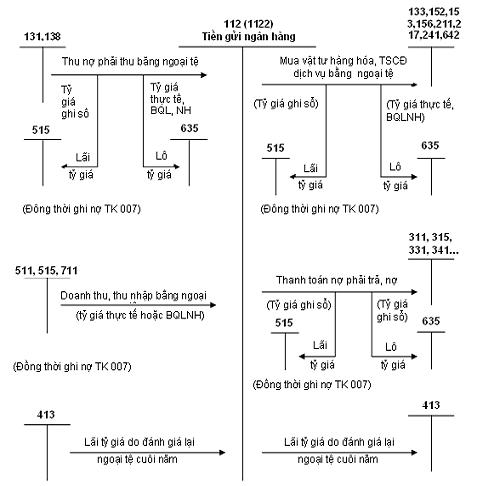 112 (1122)
Tiền gửi ngân hàng
131,138
Thu nợ phải thu bằng ngoại tệ
Tỷ
giá
ghi sổ
Tỷ giá
thực tế,
BQL, NH
515
635
Lãi
tỷ giá
Lỗ
tỷ giá
(Đồng thời ghi nợ TK 007)
511, 515, 711
Doanh thu, thu nhập bằng ngoại
(tỷ giá thực tế hoặc BQLNH)
(Đồng thời ghi nợ TK 007)
413
Lãi tỷ giá do đánh giá lại
ngoại tệ cuối năm
133,152,15
3,156,211,2
17,241,642
Mua vật tư hàng hóa, TSCĐ
dịch vụ bằng ngoại tệ
(Tỷ giá ghi sổ)
(Tỷ giá thực tế,
BQLNH)
515
635
Lãi
tỷ giá
Lỗ
tỷ giá
(Đồng thời ghi nợ TK 007)
311, 315,
331, 341...
Thanh toán nợ phải trả, nợ
(Tỷ giá ghi sổ)
(Tỷ giá
ghi sổ)
515
635
Lãi
tỷ giá
Lỗ
tỷ giá
(Đồng thời ghi nợ TK 007)
413
Lãi tỷ giá do đánh giá lại
ngoại tệ cuối năm